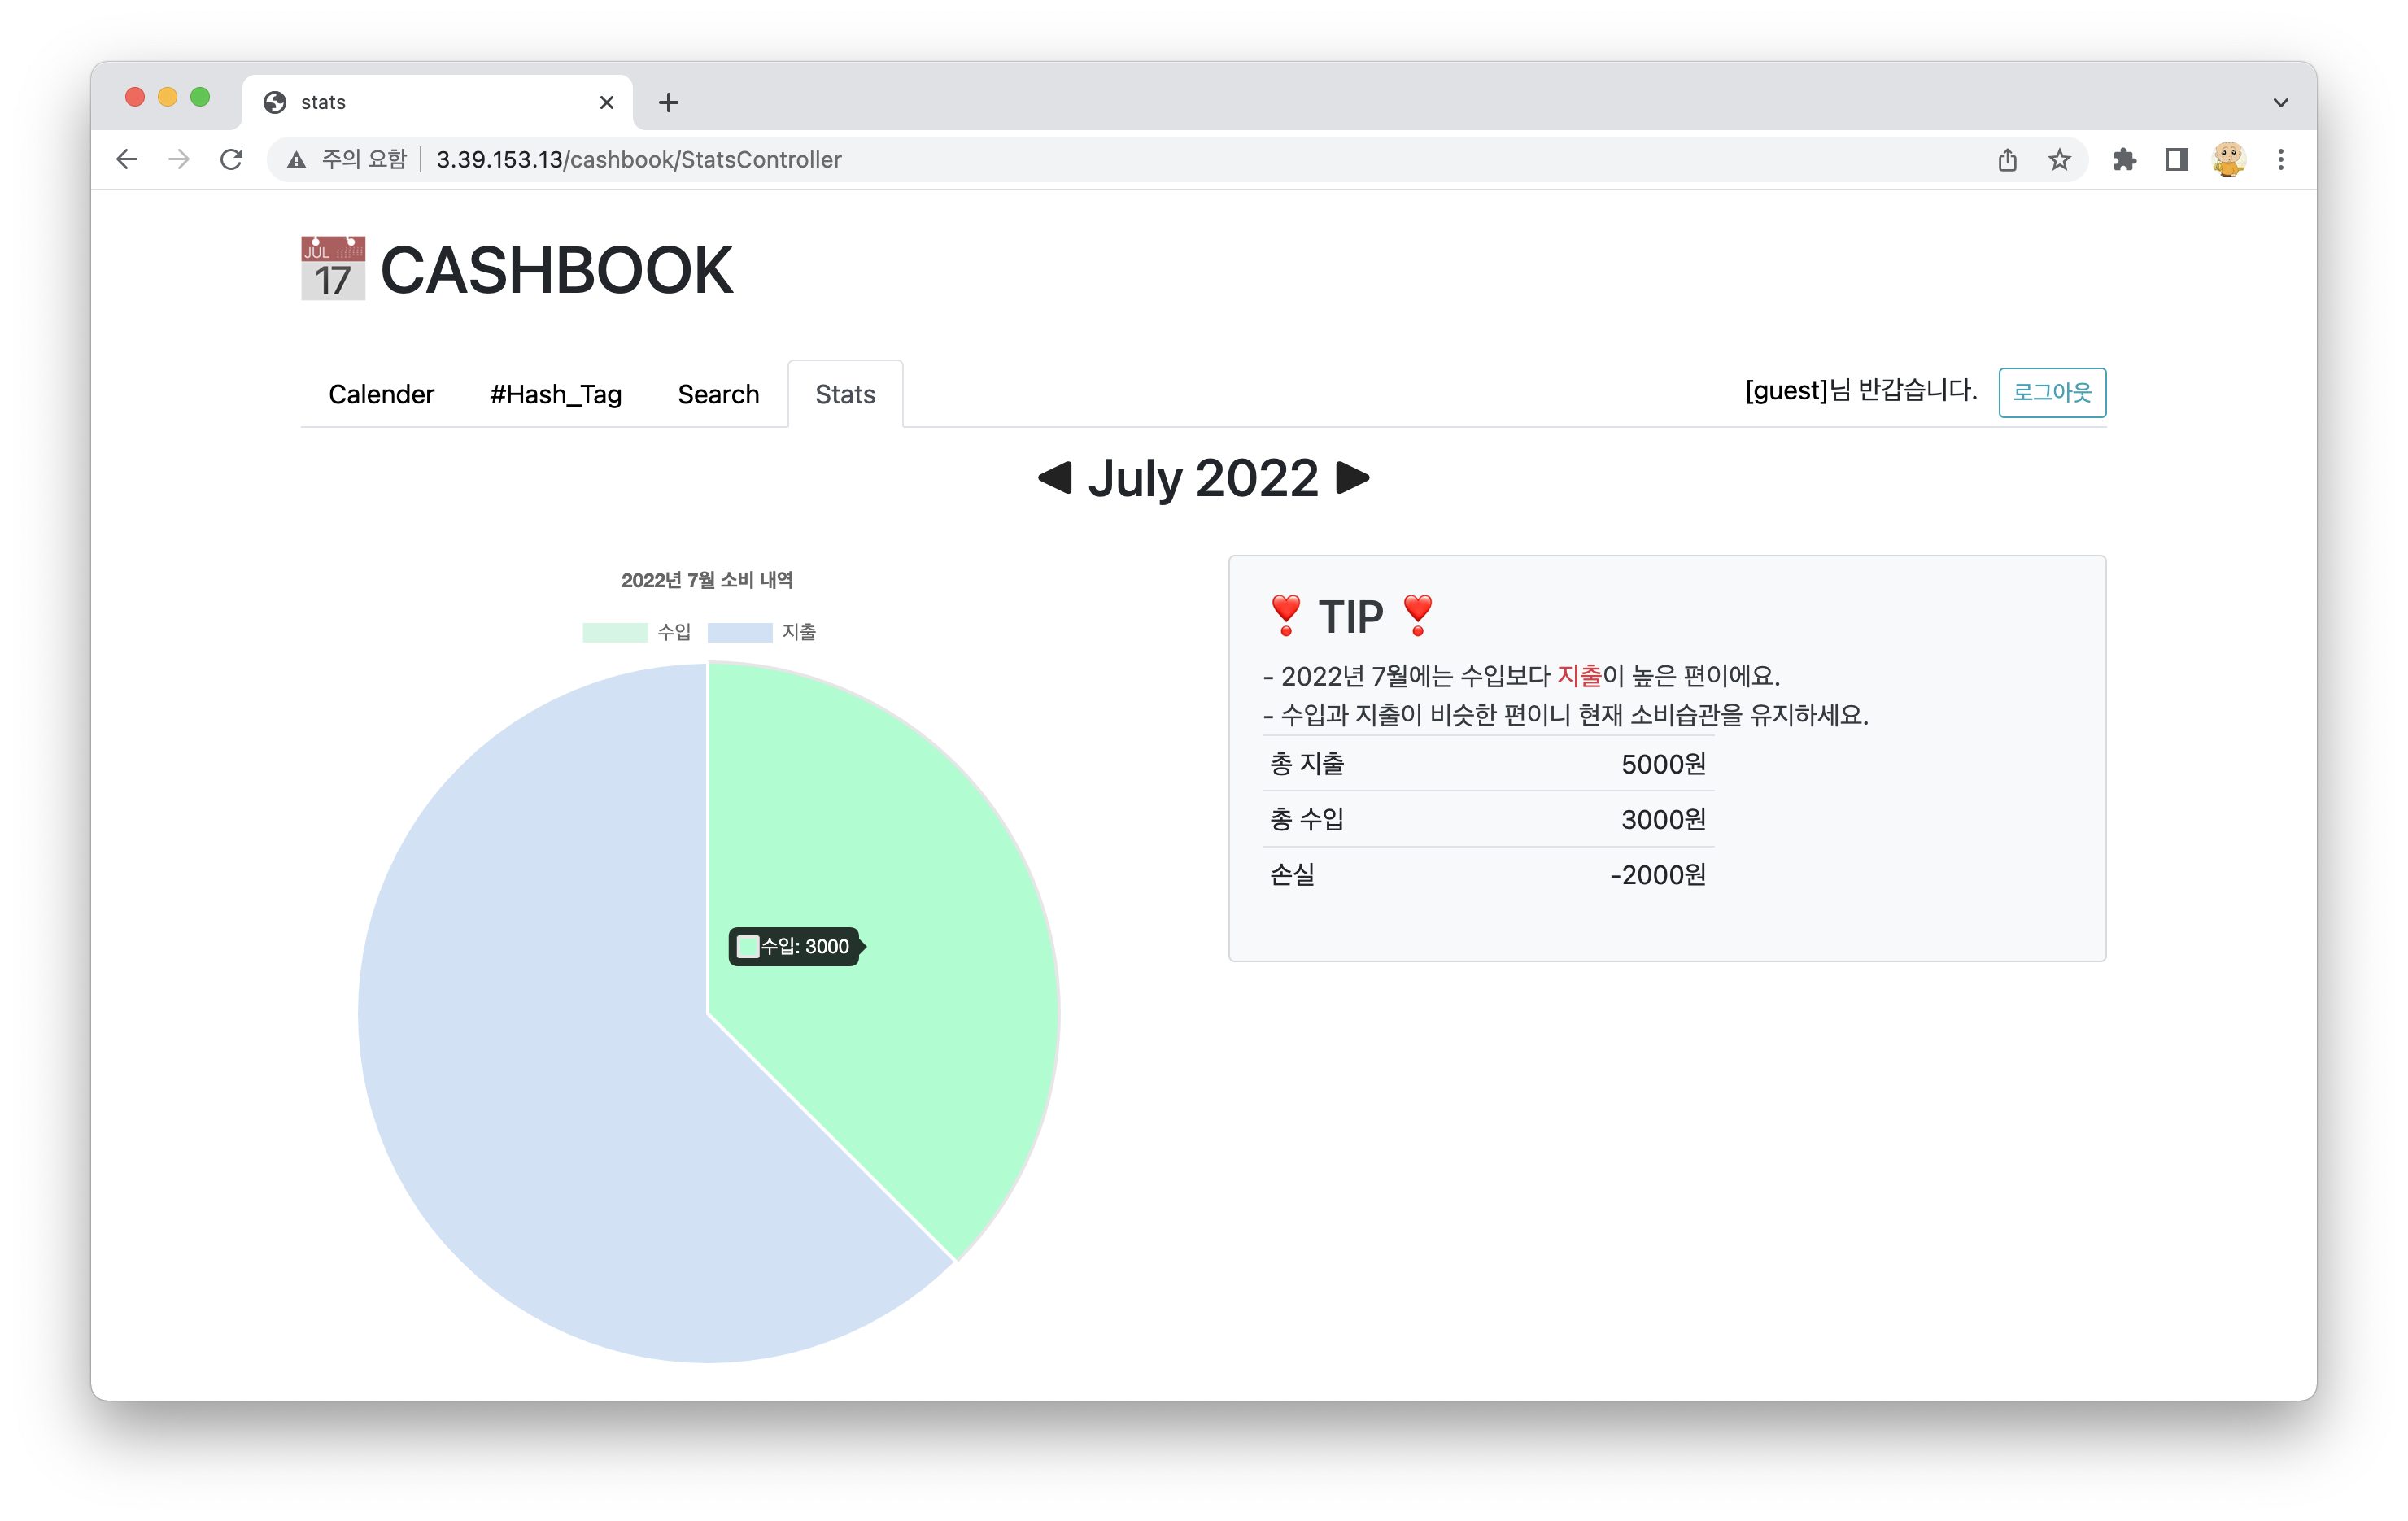 stats
주의 요함 3.39.153.13/cashbook/StatsController
JUL
17
CASHBOOK
Calender #Hash_Tag Search Stats [guest]님 반갑습니다. 로그아웃
◀ July 2022 ▶
2022년 7월 소비 내역
수입 지출
수입: 3000
❣️ TIP ❣️
- 2022년 7월에는 수입보다 지출이 높은 편이에요.
- 수입과 지출이 비슷한 편이니 현재 소비습관을 유지하세요.
총 지출 5000원
총 수입 3000원
손실 -2000원